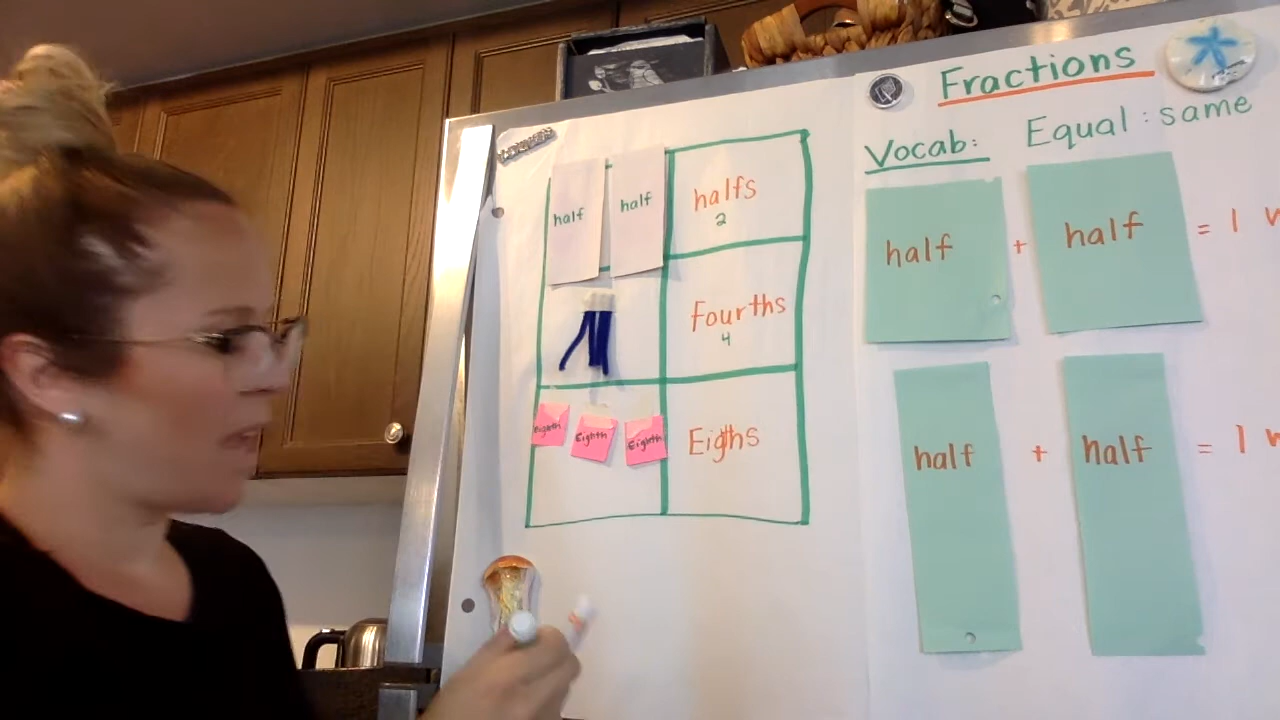 half
half
halfs
2
Fourths
4
Eighth
Eighth
Eighth
Eigths
Fractions
Vocab:
Equal : same
half + half = 1
half + half = 1